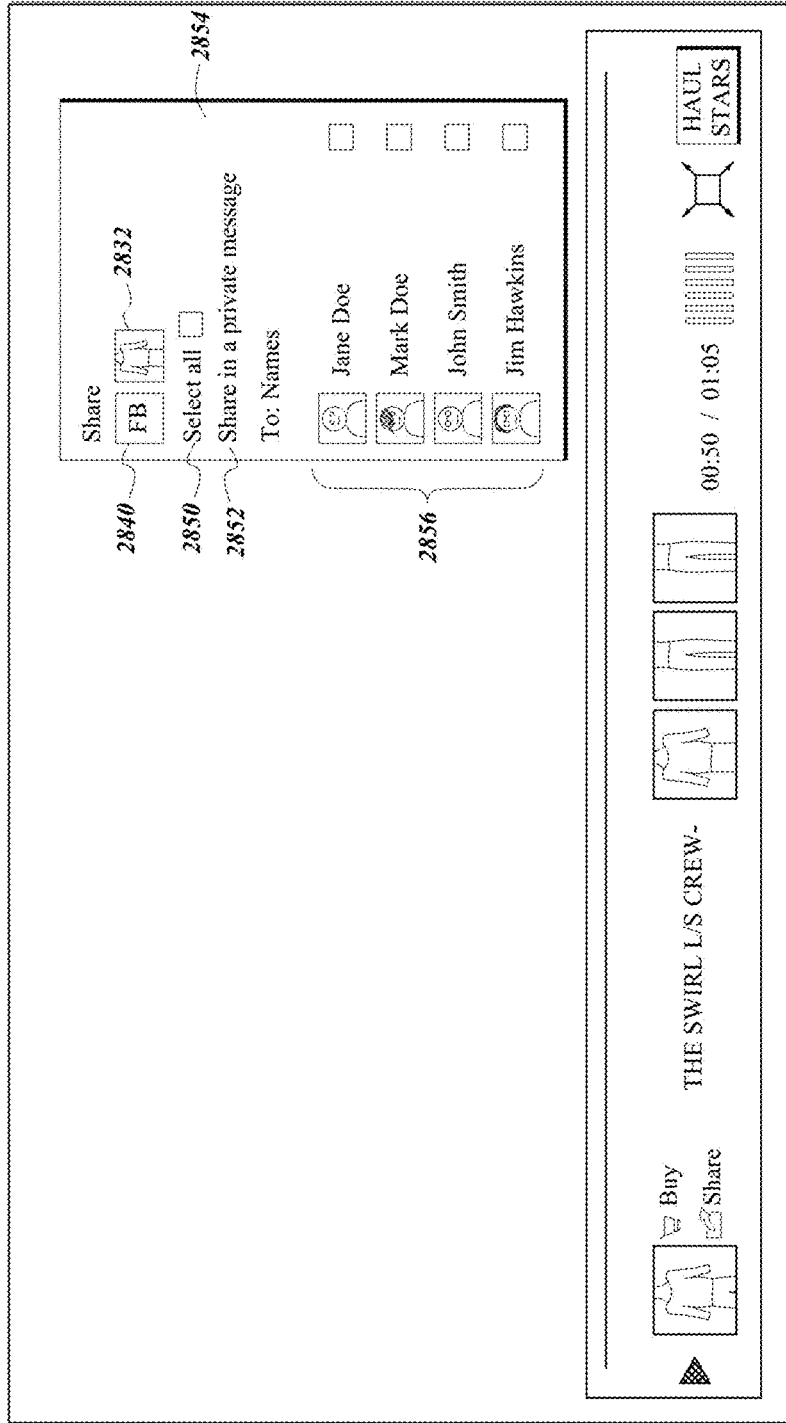 Share
2840
FB
2832
2850
Select all
2852
Share in a private message
2854
To: Names
2856
Jane Doe
Mark Doe
John Smith
Jim Hawkins
Buy
Share
THE SWIRL L/S CREW-
00:50 / 01:05
HAUL
STARS